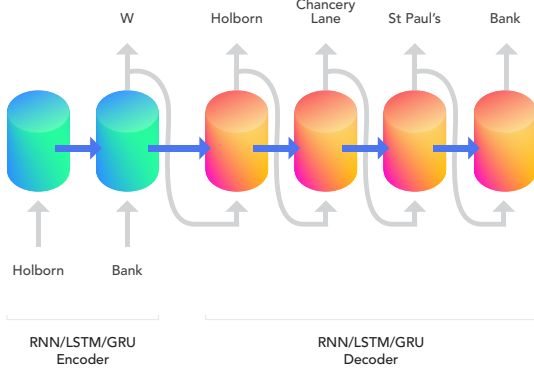 W
Holborn
Chancery
Lane
St Paul's
Bank
Holborn
Bank
RNN/LSTM/GRU
Encoder
RNN/LSTM/GRU
Decoder